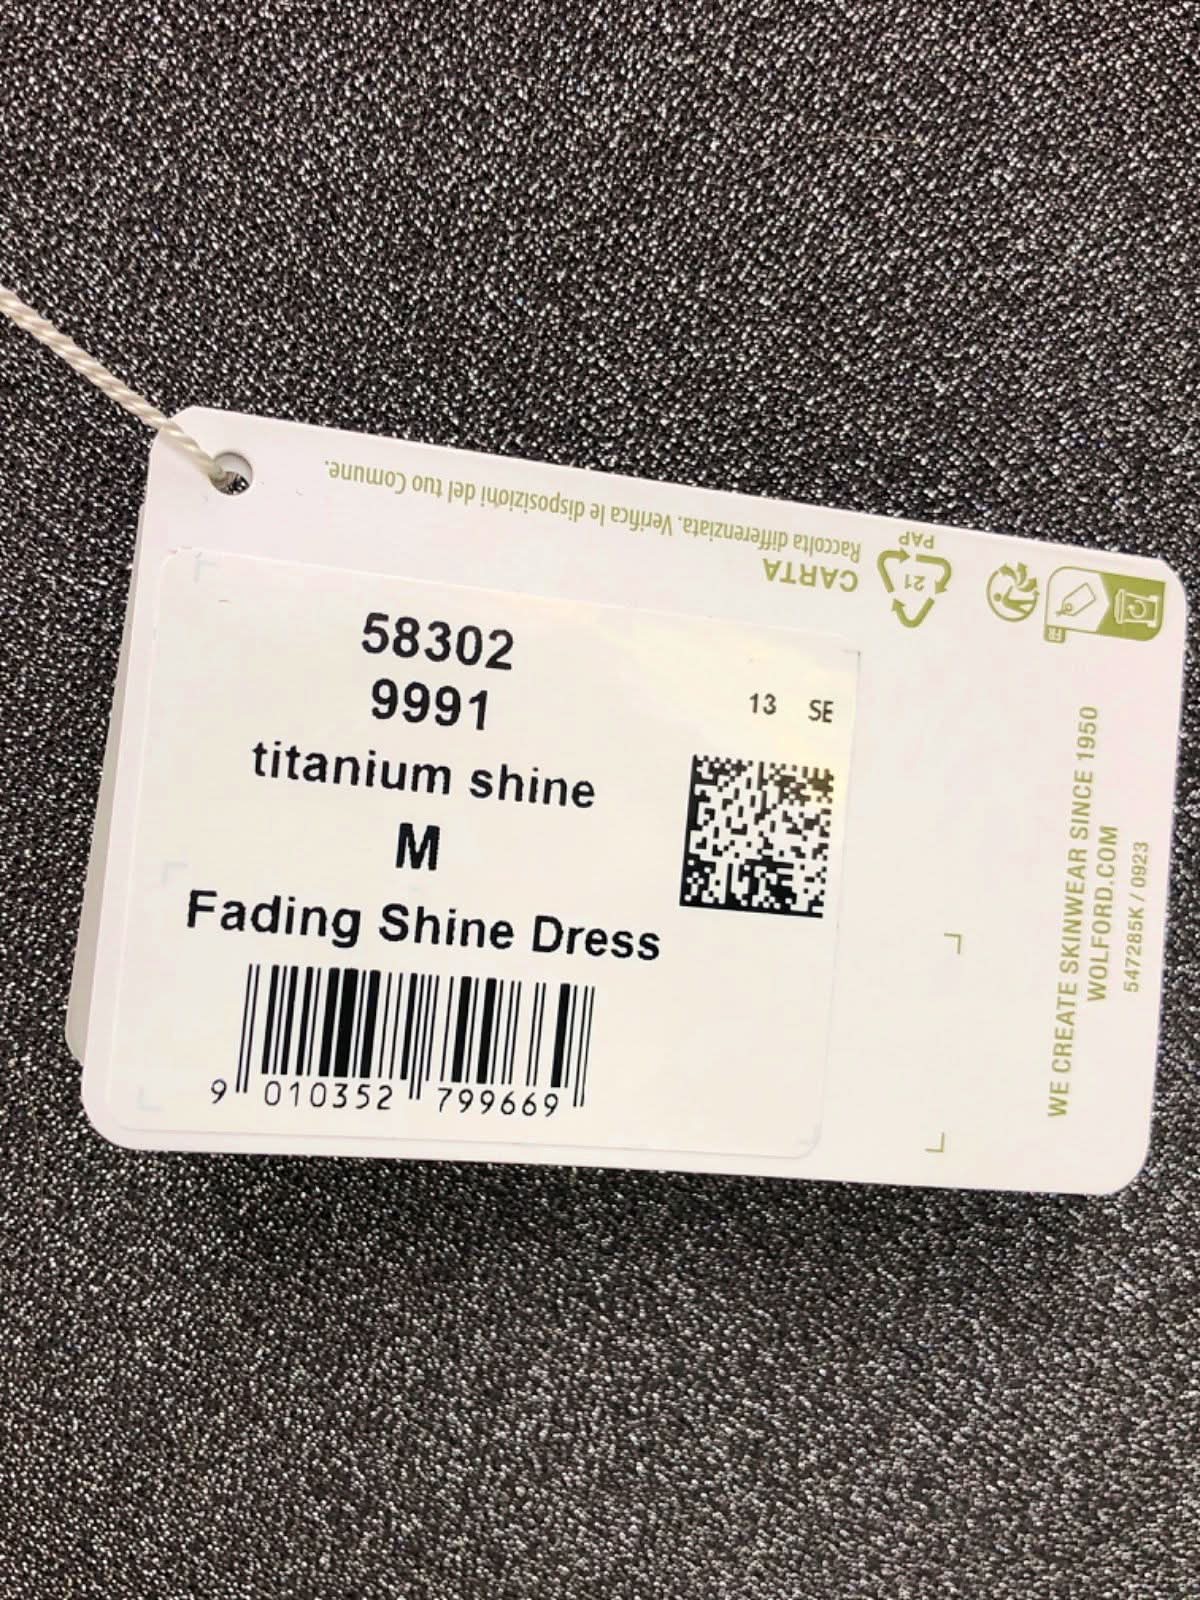 58302
9991
titanium shine
M
Fading Shine Dress
13 SE
9 010352 799669
CARTA
Raccolta differenziata. Verifica le disposizioni del tuo Comune.
21
PAP
FR
WE CREATE SKINWEAR SINCE 1950
WOLFORD.COM
547285K / 0923